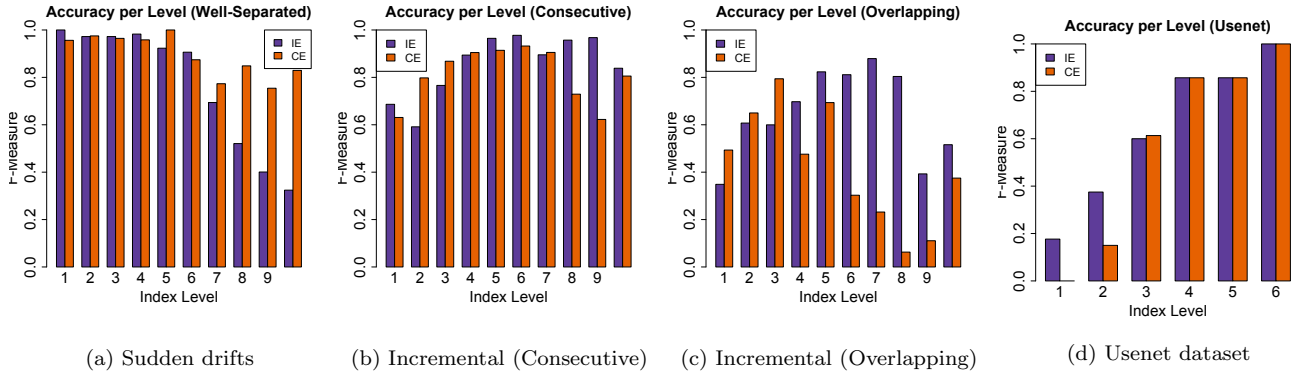 Accuracy per Level (Well-Separated)
F-Measure
0.0 0.2 0.4 0.6 0.8 1.0
IE
CE
1 2 3 4 5 6 7 8 9
Index Level
(a) Sudden drifts
Accuracy per Level (Consecutive)
F-Measure
0.0 0.2 0.4 0.6 0.8 1.0
IE
CE
1 2 3 4 5 6 7 8 9
Index Level
(b) Incremental (Consecutive)
Accuracy per Level (Overlapping)
F-Measure
0.0 0.2 0.4 0.6 0.8 1.0
IE
CE
1 2 3 4 5 6 7 8 9
Index Level
(c) Incremental (Overlapping)
Accuracy per Level (Usenet)
F-Measure
0.0 0.2 0.4 0.6 0.8 1.0
IE
CE
1 2 3 4 5 6
Index Level
(d) Usenet dataset